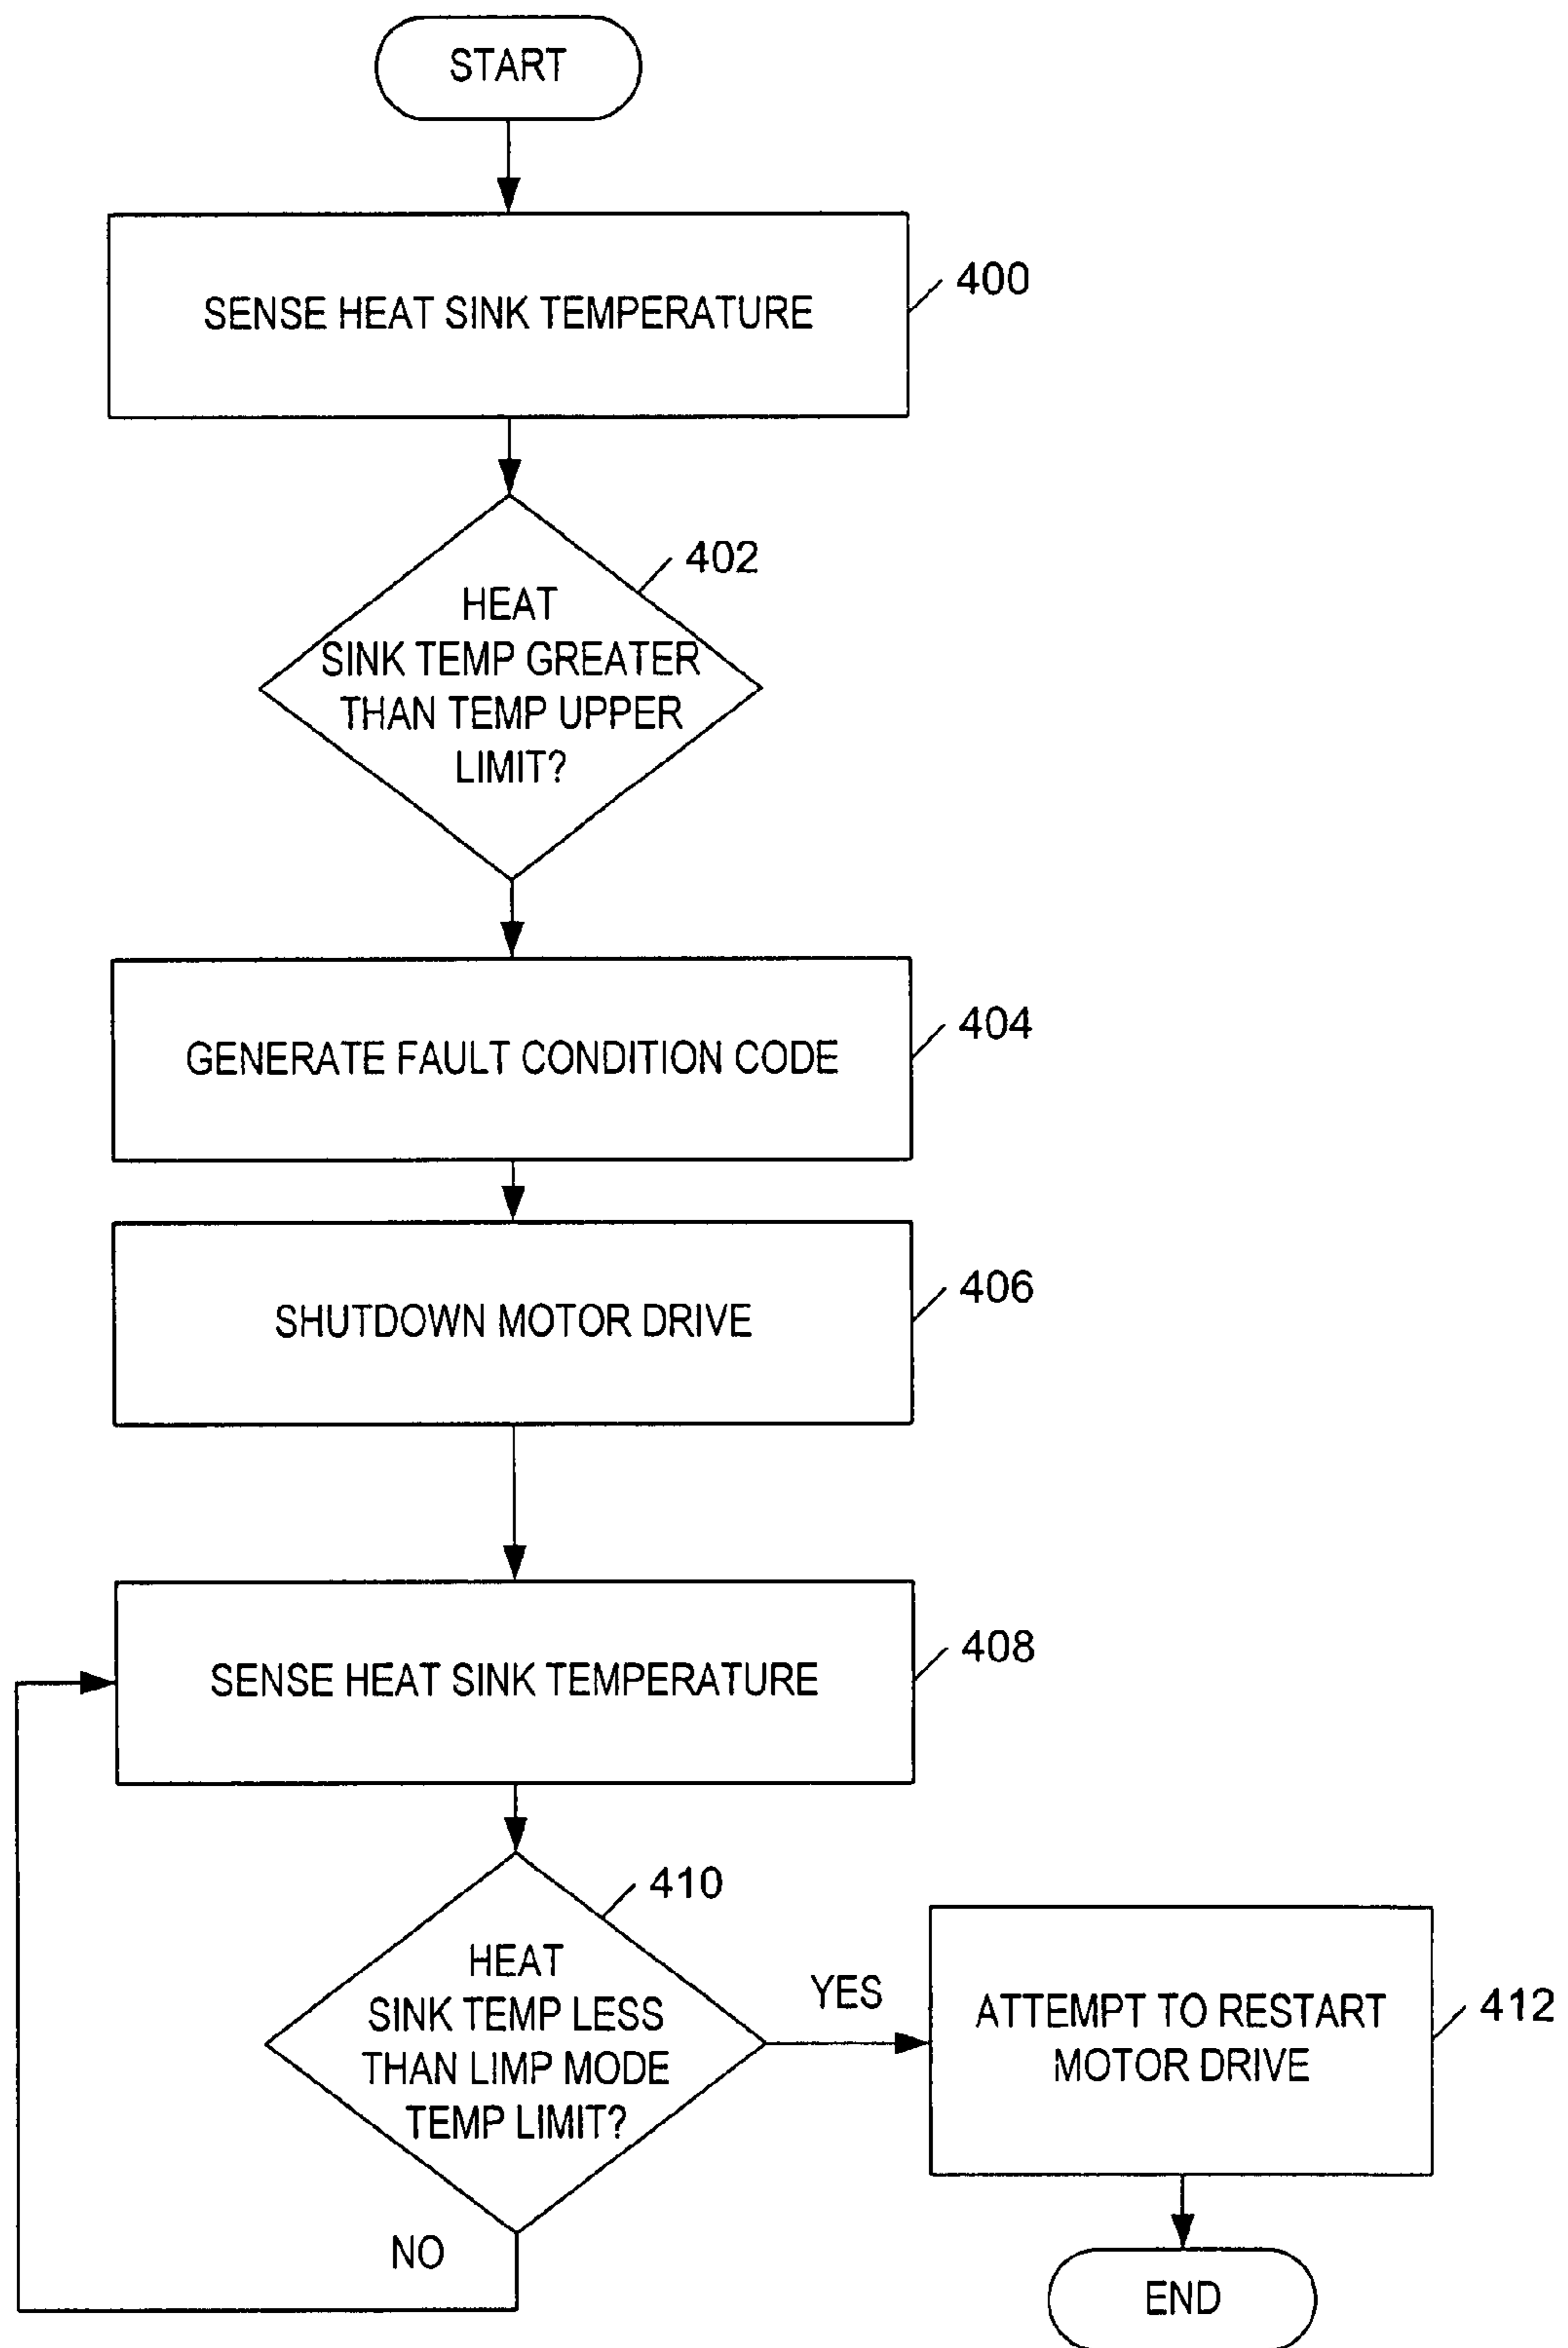 START
SENSE HEAT SINK TEMPERATURE
400
402
HEAT
SINK TEMP GREATER
THAN TEMP UPPER
LIMIT?
GENERATE FAULT CONDITION CODE
404
SHUTDOWN MOTOR DRIVE
406
SENSE HEAT SINK TEMPERATURE
408
410
HEAT
SINK TEMP LESS
THAN LIMP MODE
TEMP LIMIT?
YES
ATTEMPT TO RESTART
MOTOR DRIVE
412
NO
END